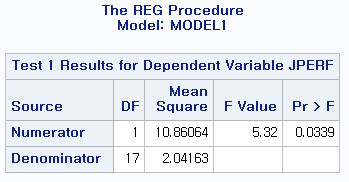 The REG Procedure
Model: MODEL1
Test 1 Results for Dependent Variable JPERF
Source DF Mean Square F Value Pr > F
Numerator 1 10.86064 5.32 0.0339
Denominator 17 2.04163